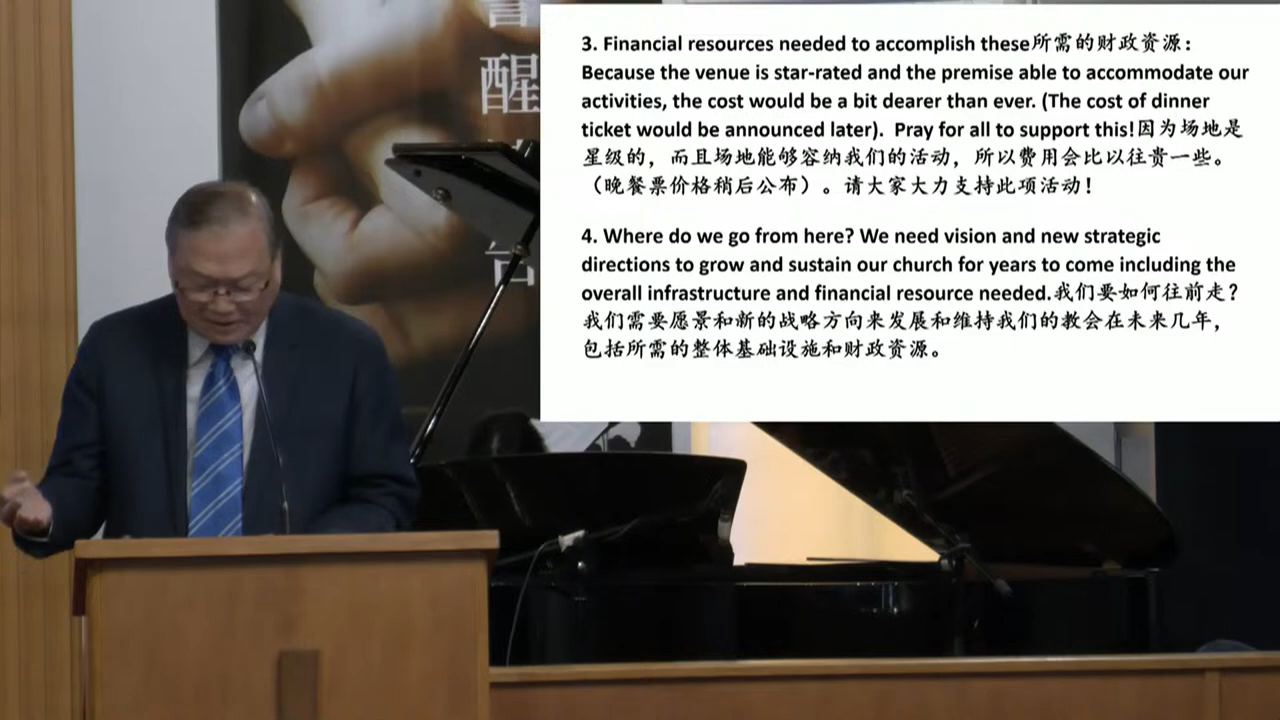 醒
3. Financial resources needed to accomplish these所需的财政资源：
Because the venue is star-rated and the premise able to accommodate our
activities, the cost would be a bit dearer than ever. (The cost of dinner
ticket would be announced later).  Pray for all to support this!因为场地是
星级的，而且场地能够容纳我们的活动，所以费用会比以往贵一些。
（晚餐票价格稍后公布）。请大家大力支持此项活动！
4. Where do we go from here? We need vision and new strategic
directions to grow and sustain our church for years to come including the
overall infrastructure and financial resource needed.我们要如何往前走？
我们需要愿景和新的战略方向来发展和维持我们的教会在未来几年，
包括所需的整体基础设施和财政资源。